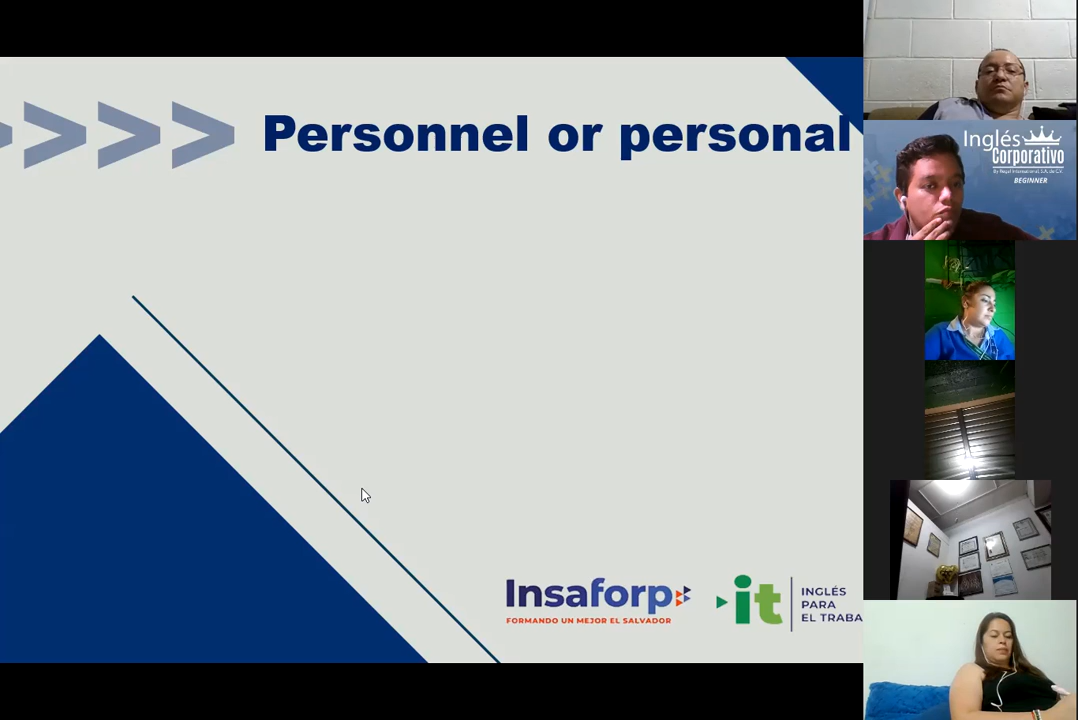 Personnel or personal
Insaforp
FORMANDO UN MEJOR EL SALVADOR
it
INGLÉS
PARA
EL TRABA
Inglés
Corporativo
BEGINNER